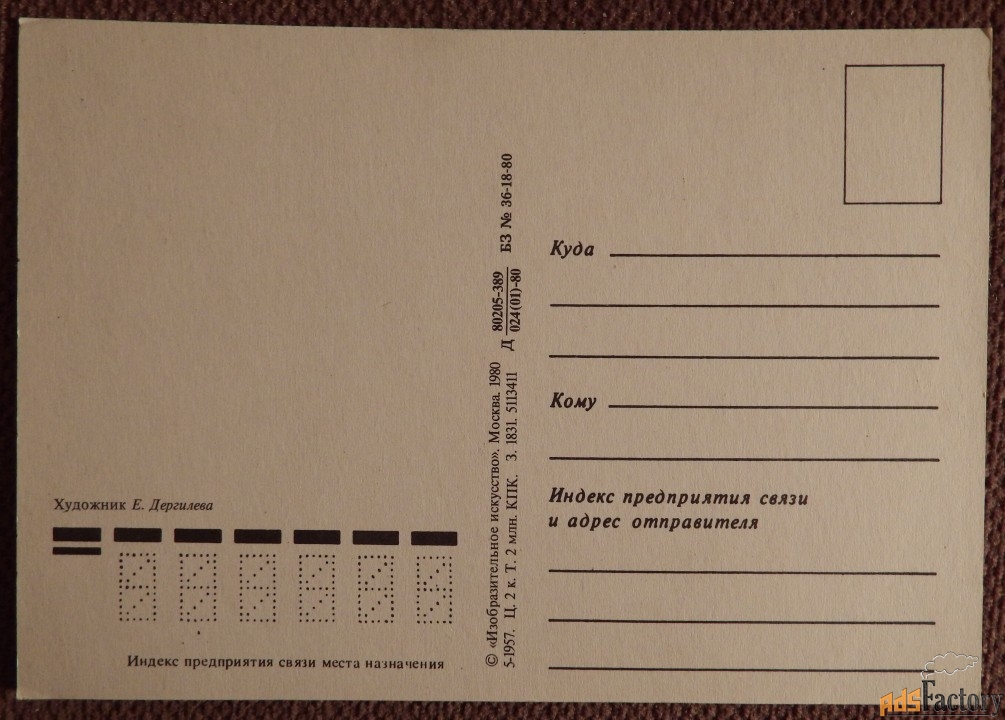 Художник Е. Дергилева
Индекс предприятия связи места назначения
© «Изобразительное искусство», Москва. 1980
5-1957. Ц. 2 к. Т. 2 млн. КПК. З. 1831. 5113411
Д 80205-389
024(01)-80
БЗ № 36-18-80
Куда
Кому
Индекс предприятия связи
и адрес отправителя
adsFactory